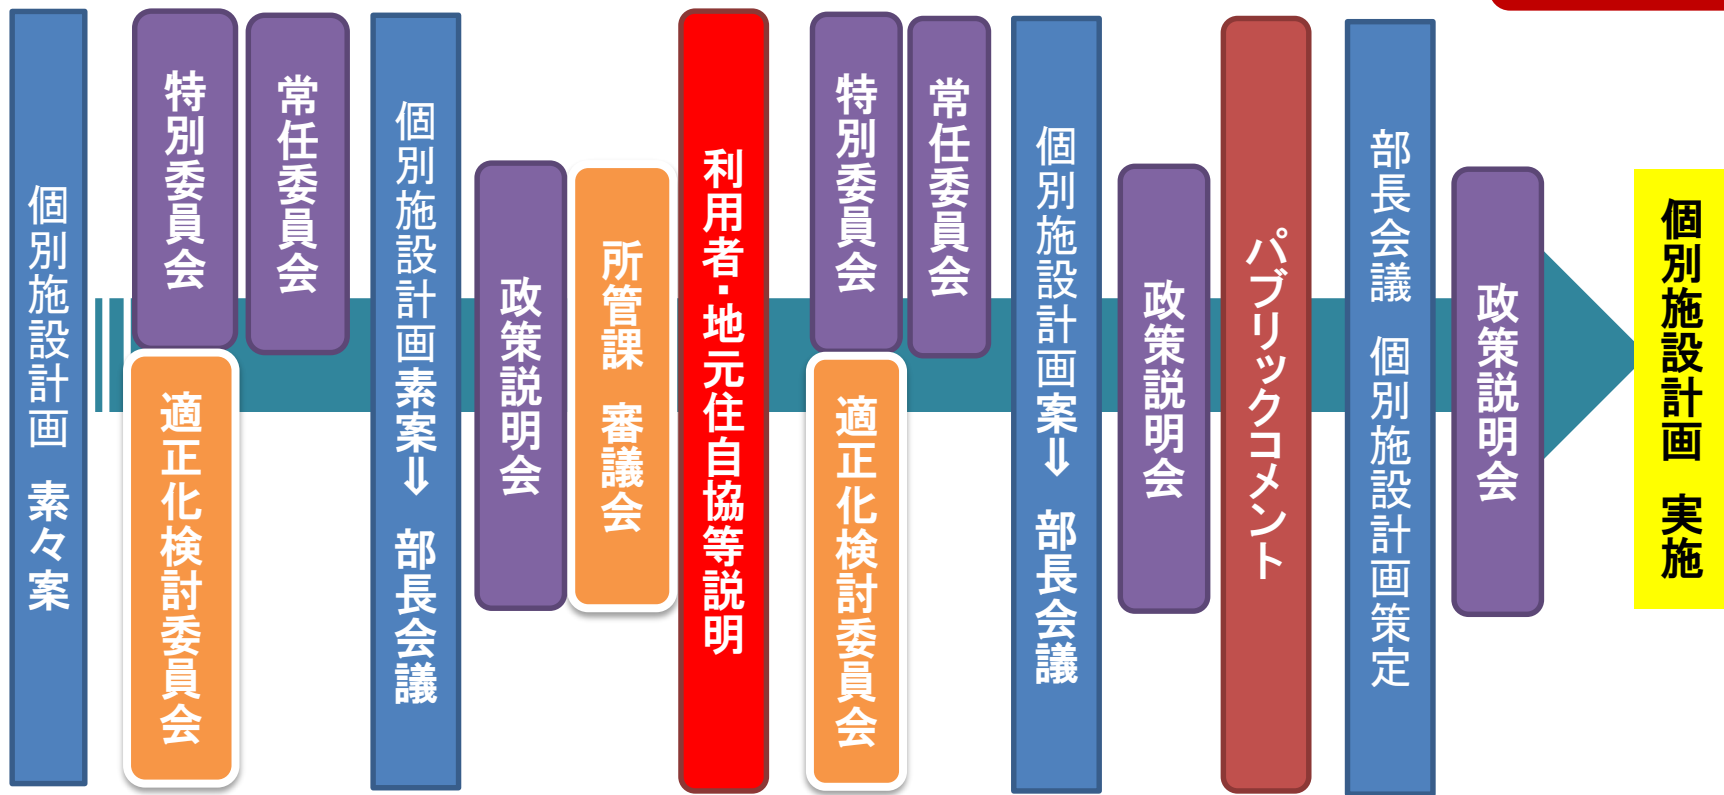 個別施設計画 素々案
特別委員会
適正化検討委員会
常任委員会
個別施設計画素案⇒ 部長会議
政策説明会
所管課 審議会
利用者・地元住自協等説明
特別委員会
適正化検討委員会
常任委員会
個別施設計画案⇒ 部長会議
政策説明会
パブリックコメント
部長会議 個別施設計画策定
政策説明会
個別施設計画 実施